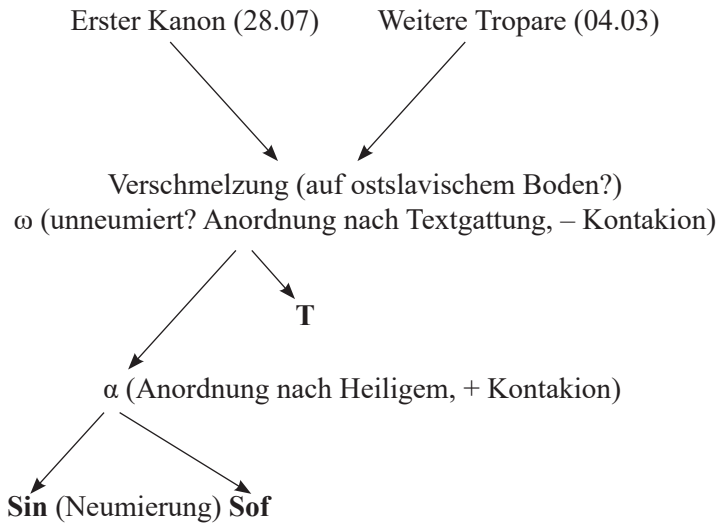 Erster Kanon (28.07) Weitere Tropare (04.03)
Verschmelzung (auf ostslavischem Boden?)
ω (unneumiert? Anordnung nach Textgattung, – Kontakion)
T
α (Anordnung nach Heiligem, + Kontakion)
Sin (Neumierung) Sof